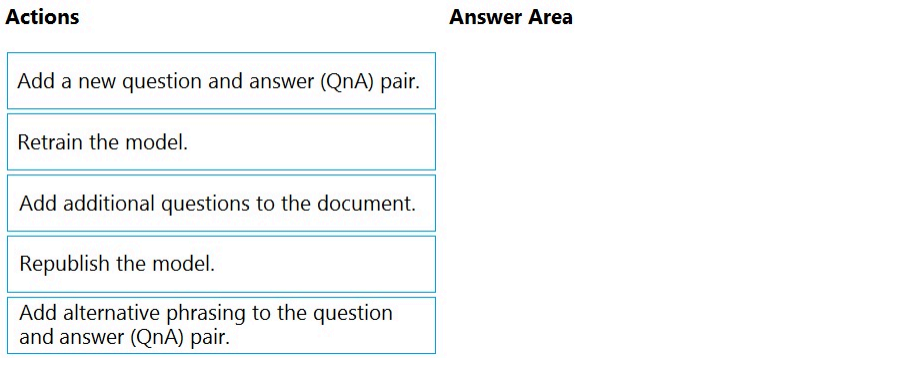 Actions
Answer Area
Add a new question and answer (QnA) pair.
Retrain the model.
Add additional questions to the document.
Republish the model.
Add alternative phrasing to the question
and answer (QnA) pair.